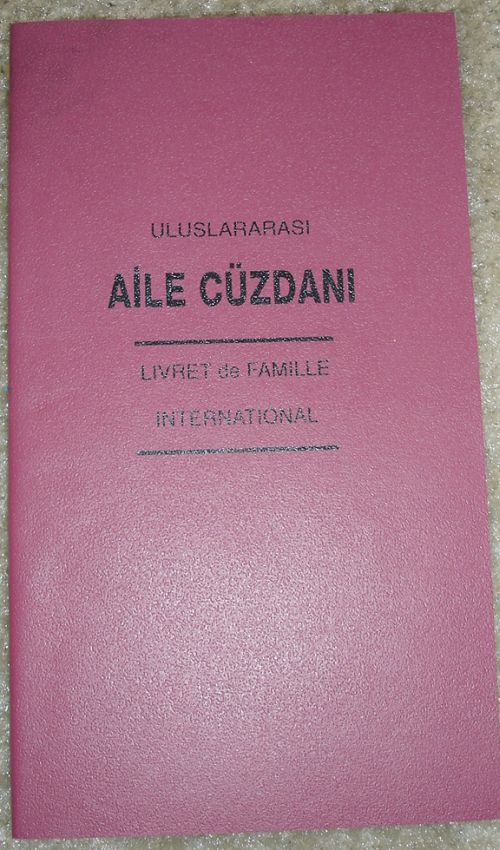 ULUSLARARASI
AİLE CÜZDANI
LIVRET de FAMILLE
INTERNATIONAL